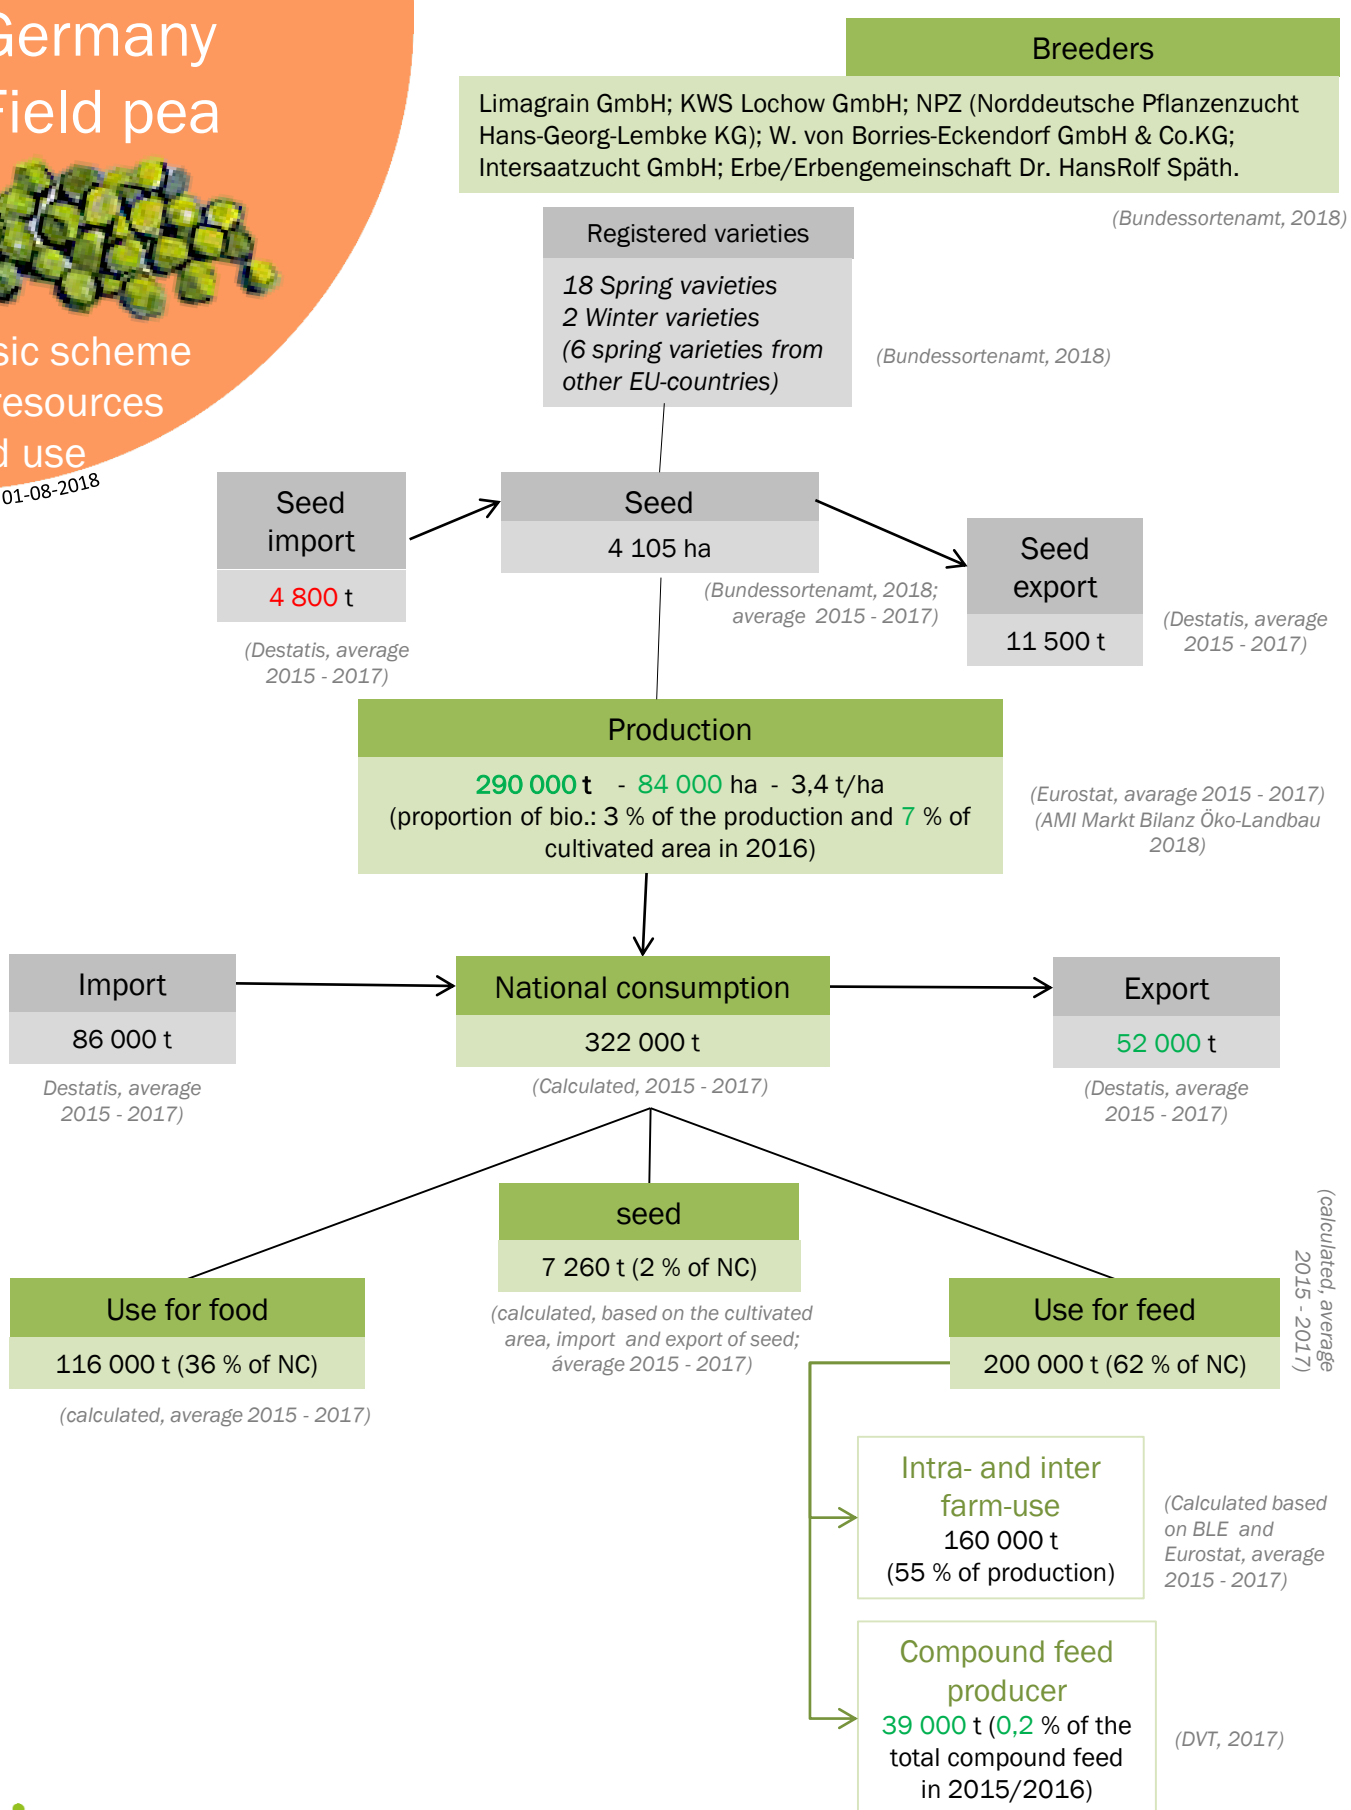 Germany
Field pea
sic scheme
resources
d use
01-08-2018
Breeders
Limagrain GmbH; KWS Lochow GmbH; NPZ (Norddeutsche Pflanzenzucht
Hans-Georg-Lembke KG); W. von Borries-Eckendorf GmbH & Co.KG;
Intersaatzucht GmbH; Erbe/Erbengemeinschaft Dr. HansRolf Späth.
(Bundessortenamt, 2018)
Registered varieties
18 Spring vavieties
2 Winter varieties
(6 spring varieties from
other EU-countries)
(Bundessortenamt, 2018)
Seed
import
4 800 t
(Destatis, average
2015 - 2017)
Seed
4 105 ha
(Bundessortenamt, 2018;
average 2015 - 2017)
Seed
export
11 500 t
(Destatis, average
2015 - 2017)
Production
290 000 t - 84 000 ha - 3,4 t/ha
(proportion of bio.: 3 % of the production and 7 % of
cultivated area in 2016)
(Eurostat, avarage 2015 - 2017)
(AMI Markt Bilanz Öko-Landbau
2018)
Import
86 000 t
Destatis, average
2015 - 2017)
National consumption
322 000 t
(Calculated, 2015 - 2017)
Export
52 000 t
(Destatis, average
2015 - 2017)
Use for food
116 000 t (36 % of NC)
(calculated, average 2015 - 2017)
seed
7 260 t (2 % of NC)
(calculated, based on the cultivated
area, import and export of seed;
áverage 2015 - 2017)
Use for feed
200 000 t (62 % of NC)
(calculated, average
2015 - 2017)
Intra- and inter
farm-use
160 000 t
(55 % of production)
(Calculated based
on BLE and
Eurostat, average
2015 - 2017)
Compound feed
producer
39 000 t (0,2 % of the
total compound feed
in 2015/2016)
(DVT, 2017)